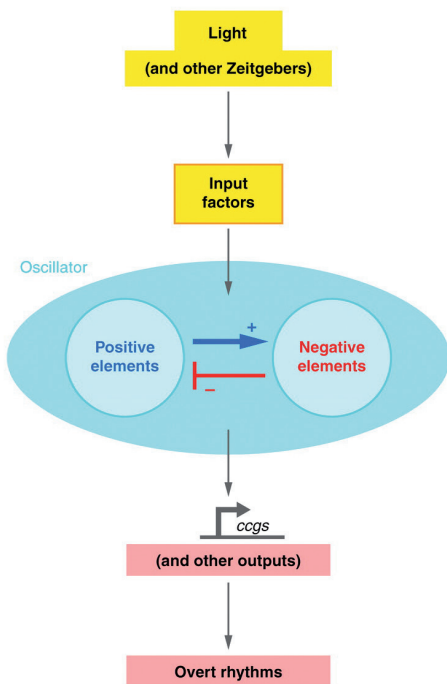 Light
(and other Zeitgebers)
Input
factors
Oscillator
+
Positive
elements
Negative
elements
–
ccgs
(and other outputs)
Overt rhythms